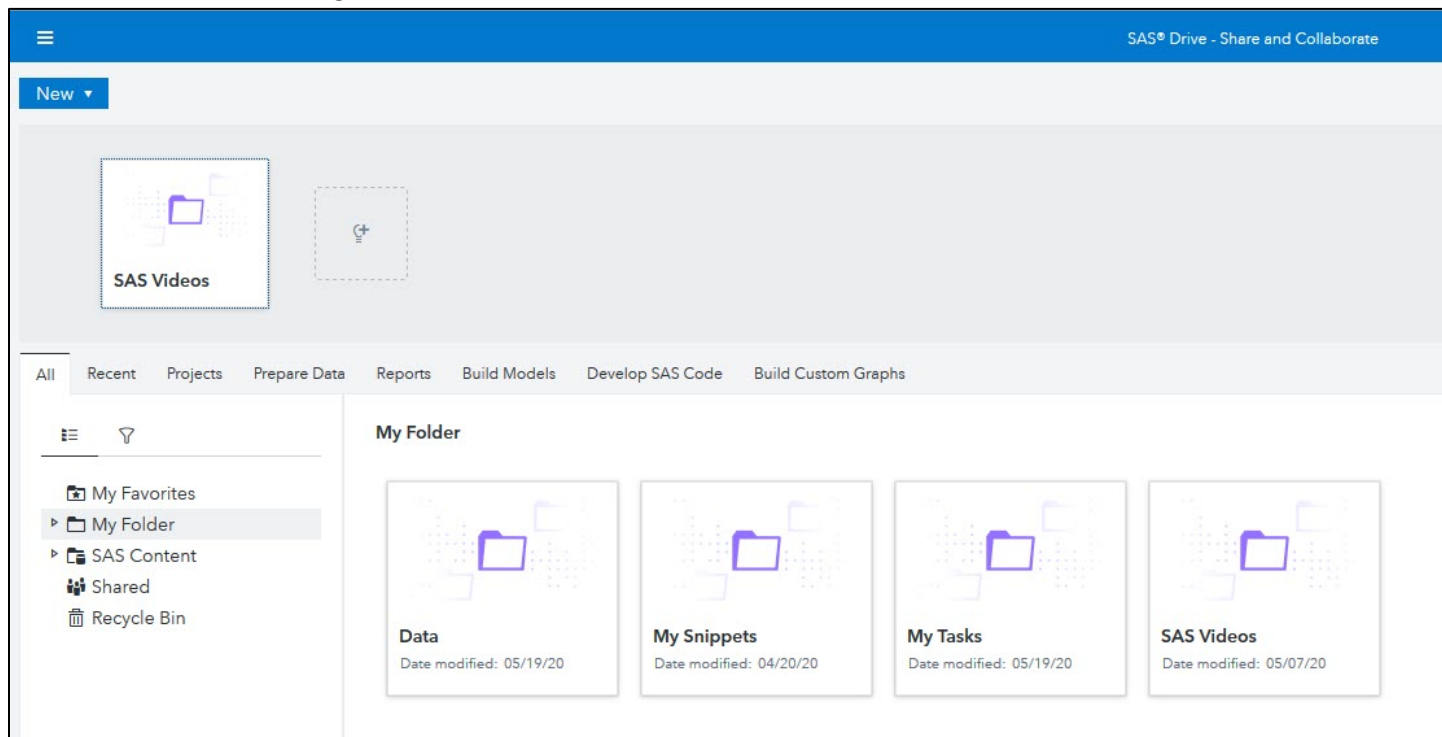 SAS® Drive - Share and Collaborate
New
SAS Videos
All Recent Projects Prepare Data Reports Build Models Develop SAS Code Build Custom Graphs
My Folder
My Favorites
My Folder
SAS Content
Shared
Recycle Bin
Data My Snippets My Tasks SAS Videos
Date modified: 05/19/20 Date modified: 04/20/20 Date modified: 05/19/20 Date modified: 05/07/20